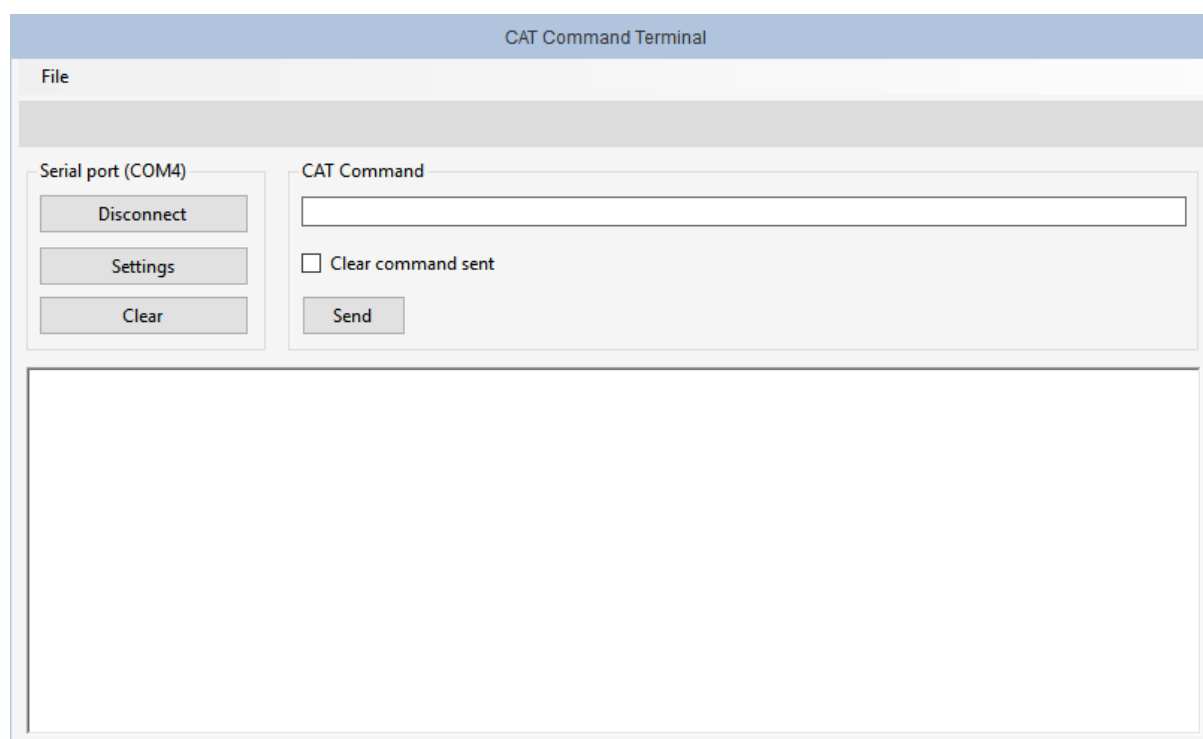 CAT Command Terminal
File
Serial port (COM4)
Disconnect
Settings
Clear
CAT Command
Clear command sent
Send